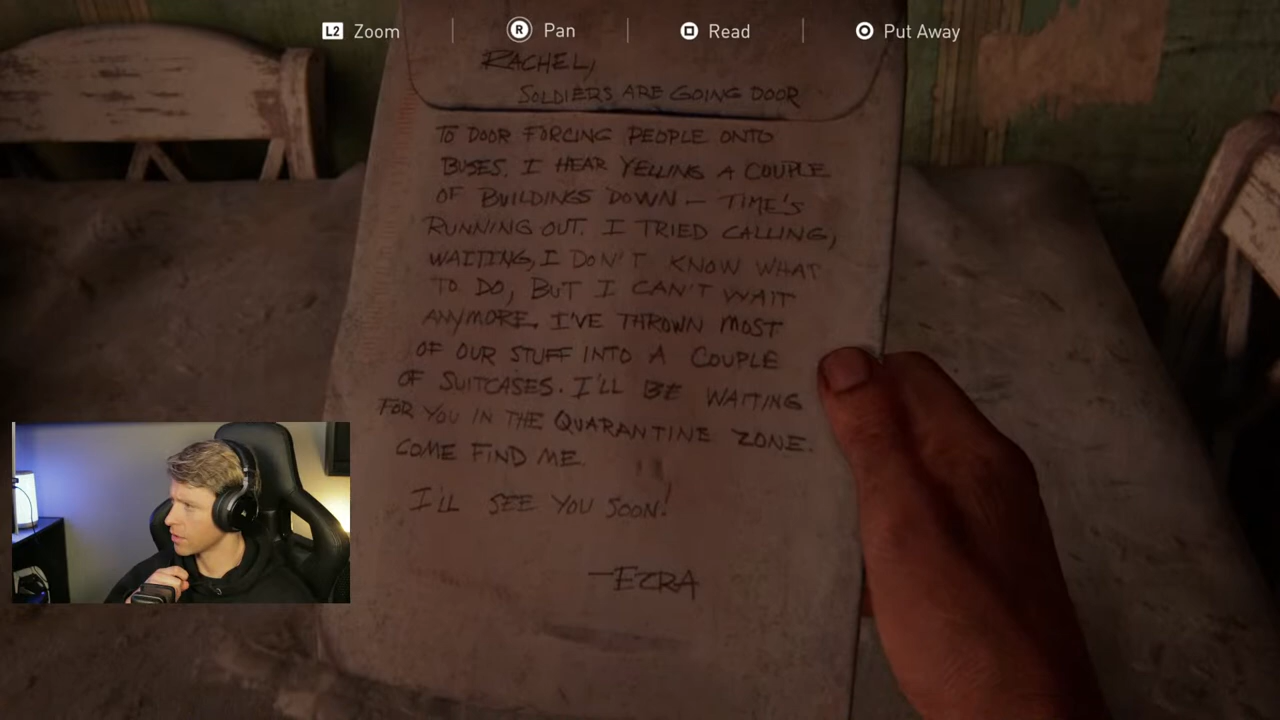 L2 Zoom R Pan Read Put Away
RACHEL,
SOLDIERS ARE GOING DOOR
TO DOOR FORCING PEOPLE ONTO
BUSES. I HEAR YELLING A COUPLE
OF BUILDINGS DOWN – TIME'S
RUNNING OUT. I TRIED CALLING,
WAITING, I DON'T KNOW WHAT
TO DO, BUT I CAN'T WAIT
ANYMORE. I'VE THROWN MOST
OF OUR STUFF INTO A COUPLE
OF SUITCASES. I'LL BE WAITING
FOR YOU IN THE QUARANTINE ZONE.
COME FIND ME.
I'LL SEE YOU SOON!
–EZRA